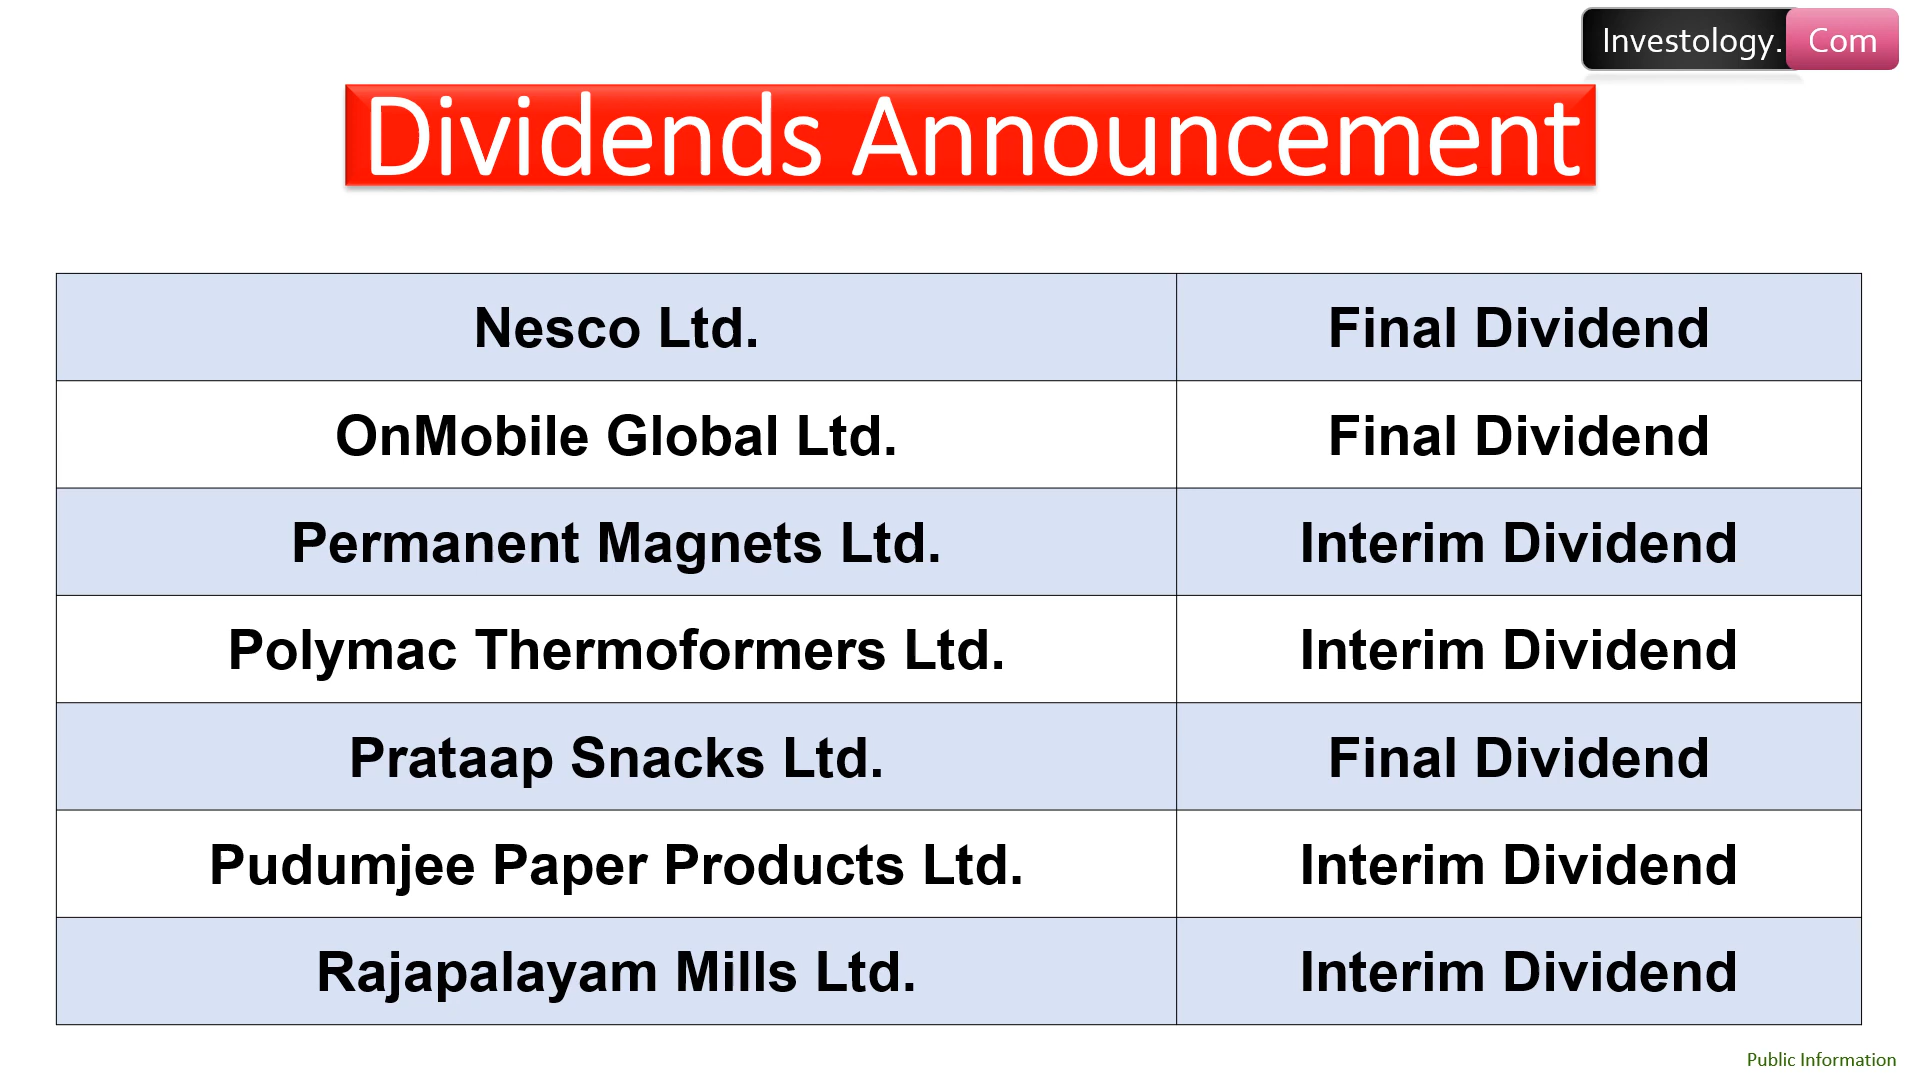 Investology. Com
Dividends Announcement
Nesco Ltd. Final Dividend
OnMobile Global Ltd. Final Dividend
Permanent Magnets Ltd. Interim Dividend
Polymac Thermoformers Ltd. Interim Dividend
Prataap Snacks Ltd. Final Dividend
Pudumjee Paper Products Ltd. Interim Dividend
Rajapalayam Mills Ltd. Interim Dividend
Public Information